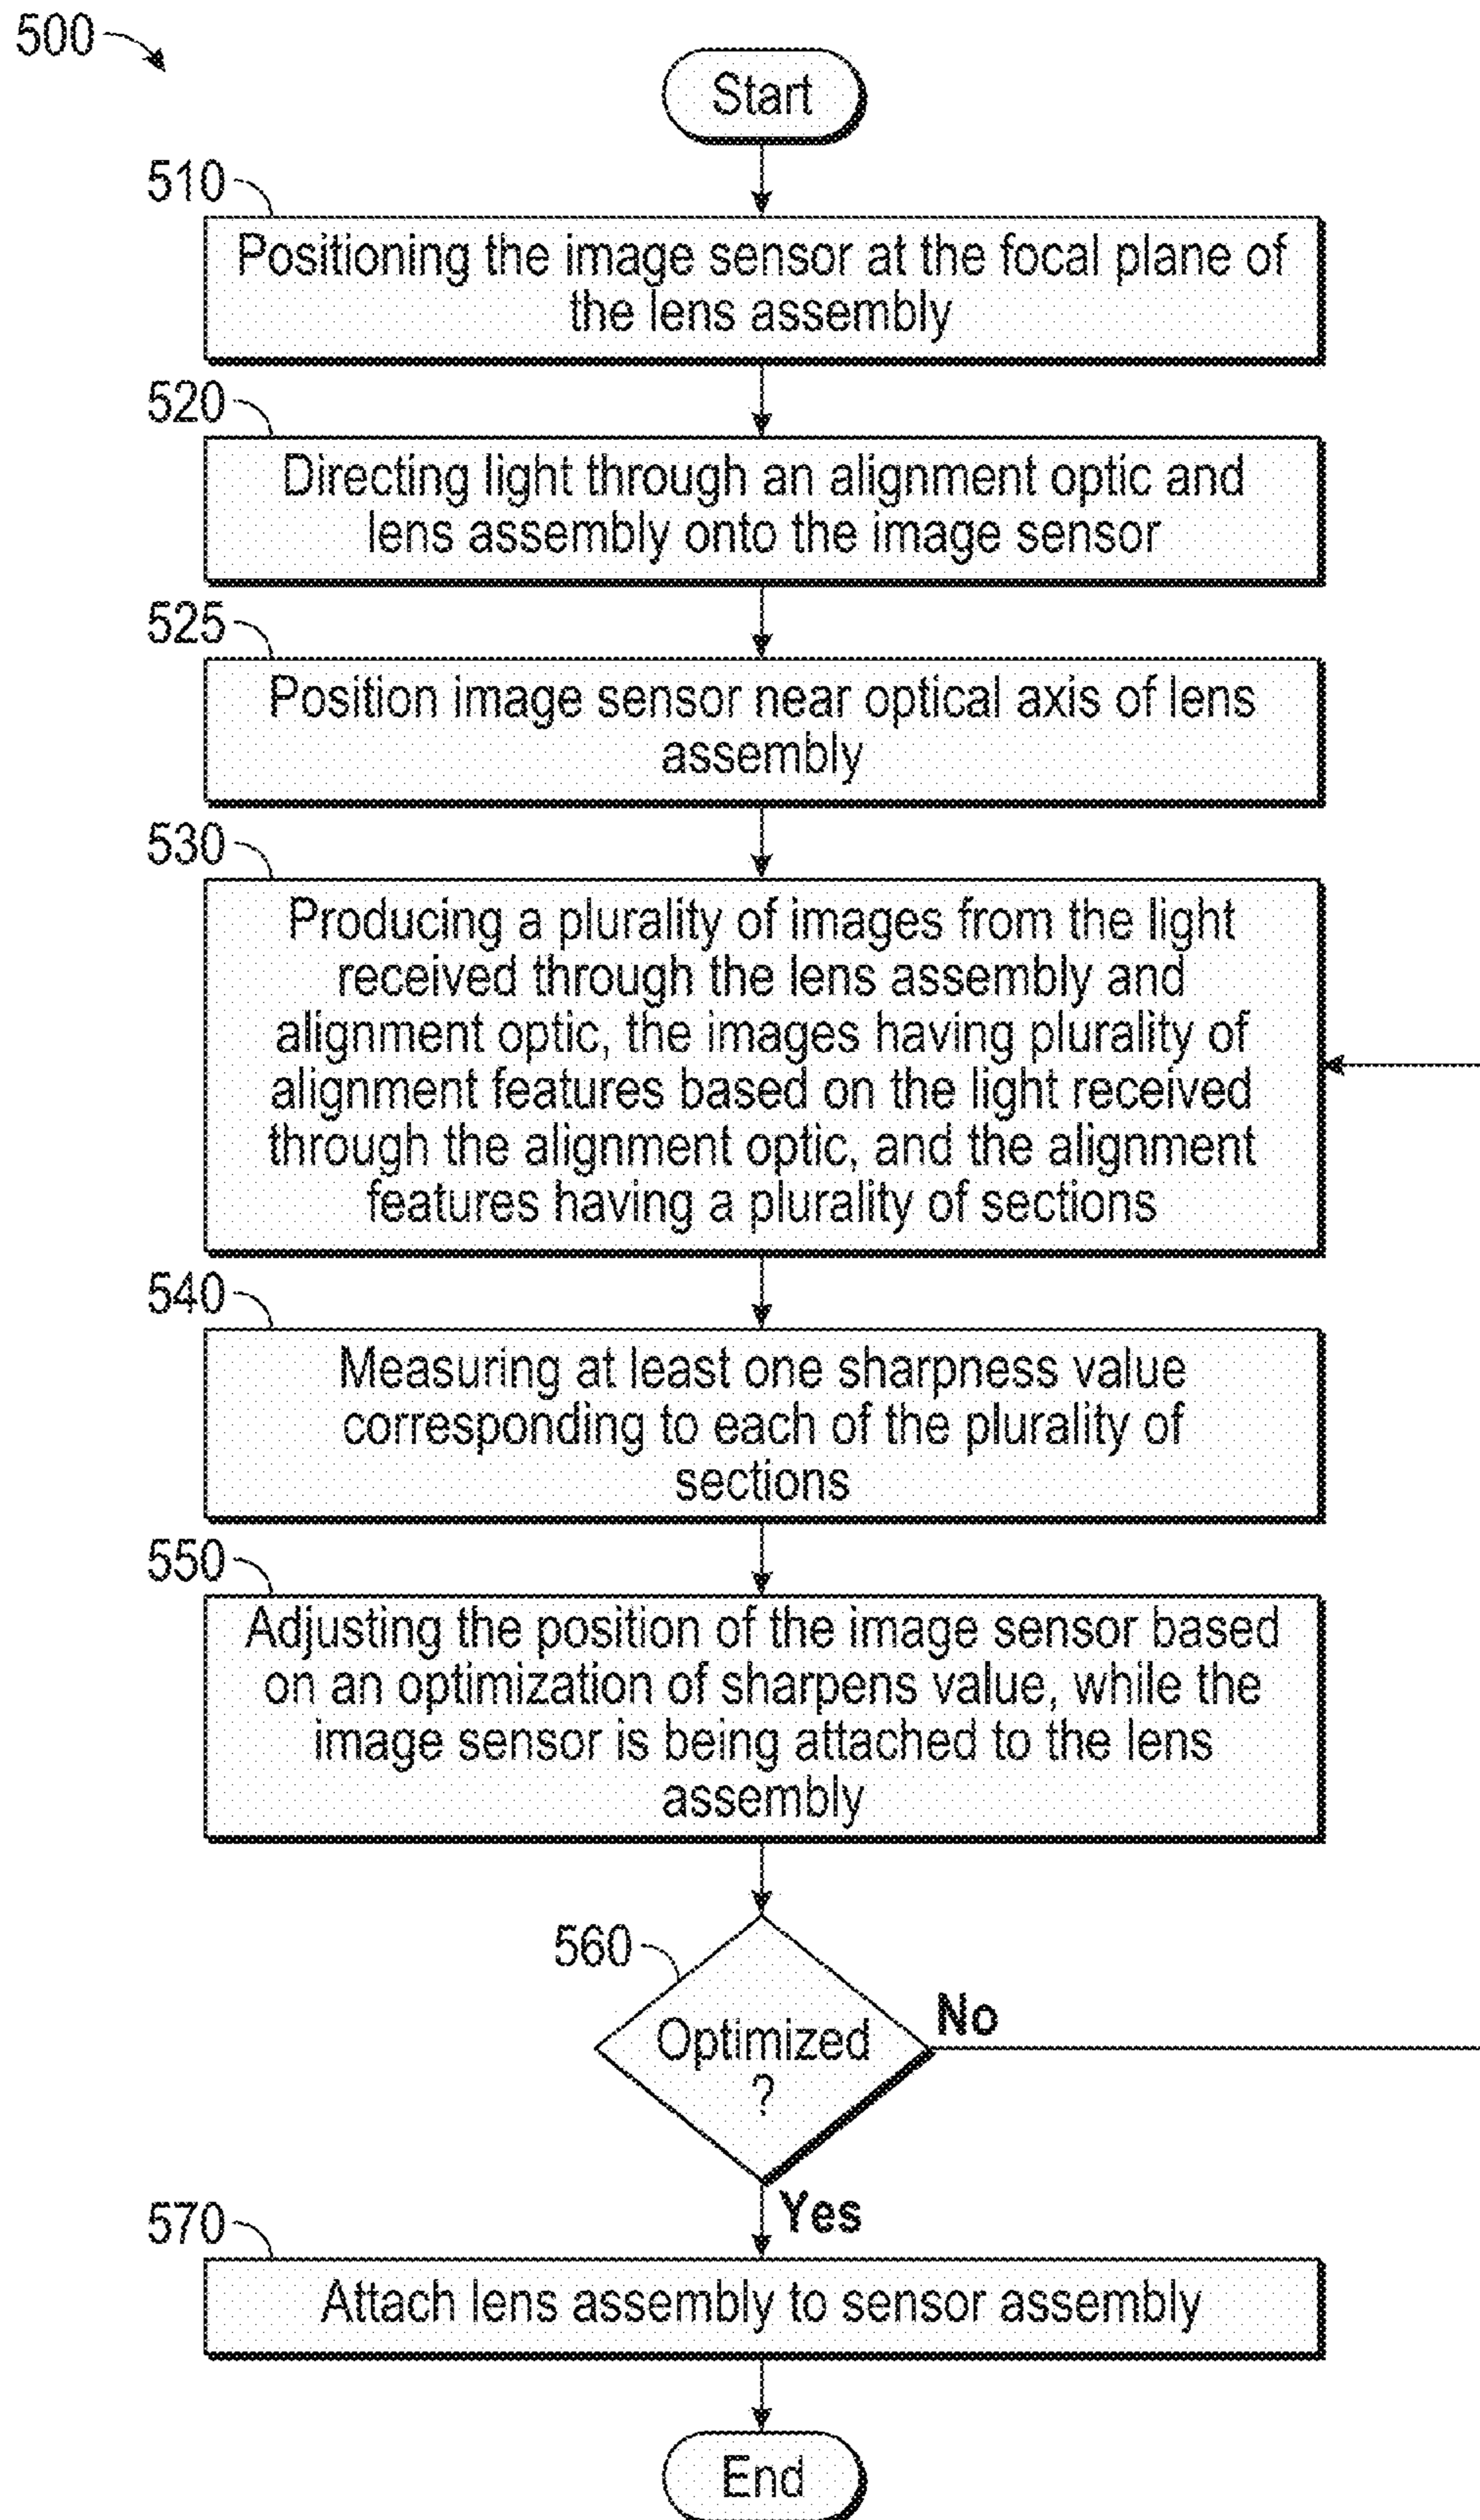 500
Start
510
Positioning the image sensor at the focal plane of
the lens assembly
520
Directing light through an alignment optic and
lens assembly onto the image sensor
525
Position image sensor near optical axis of lens
assembly
530
Producing a plurality of images from the light
received through the lens assembly and
alignment optic, the images having plurality of
alignment features based on the light received
through the alignment optic, and the alignment
features having a plurality of sections
540
Measuring at least one sharpness value
corresponding to each of the plurality of
sections
550
Adjusting the position of the image sensor based
on an optimization of sharpens value, while the
image sensor is being attached to the lens
assembly
560
Optimized
?
No
Yes
570
Attach lens assembly to sensor assembly
End